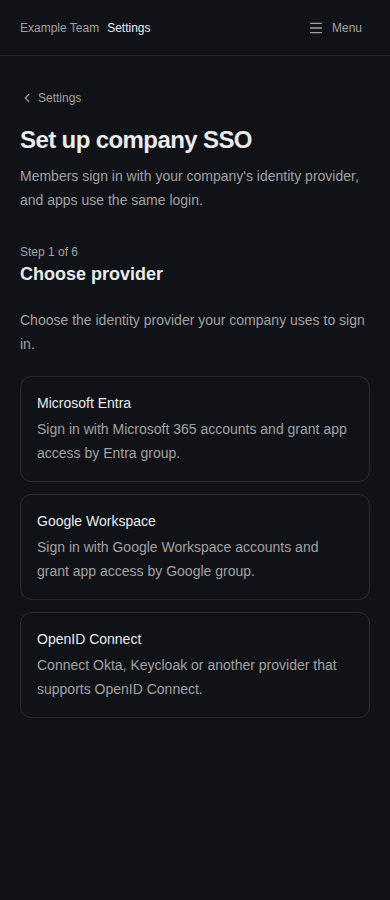 Example Team Settings
Menu
Settings
Set up company SSO
Members sign in with your company's identity provider,
and apps use the same login.
Step 1 of 6
Choose provider
Choose the identity provider your company uses to sign
in.
Microsoft Entra
Sign in with Microsoft 365 accounts and grant app
access by Entra group.
Google Workspace
Sign in with Google Workspace accounts and
grant app access by Google group.
OpenID Connect
Connect Okta, Keycloak or another provider that
supports OpenID Connect.